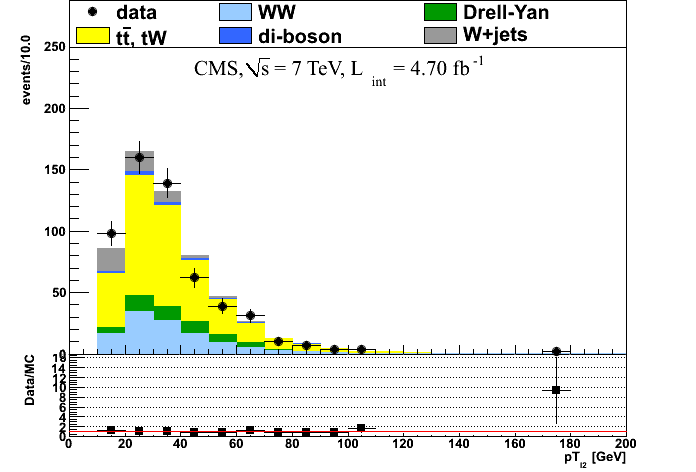 data WW Drell-Yan
tt̄, tW di-boson W+jets
CMS, √s = 7 TeV, L int = 4.70 fb-1
events/10.0
250
200
150
100
50
0
Data/MC
16
14
12
10
8
6
4
2
0
0 20 40 60 80 100 120 140 160 180 200
pT l2 [GeV]